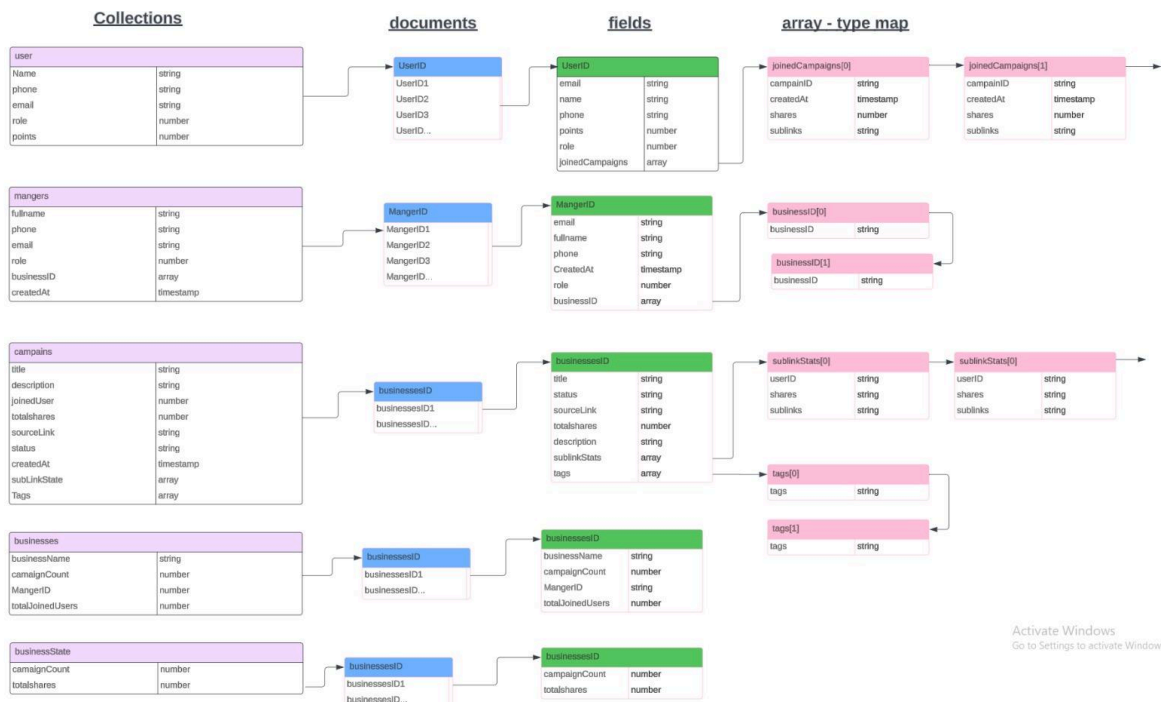 Collections
documents
fields
array - type map
user
Name string
phone string
email string
role number
points number
UserID
UserID1
UserID2
UserID3
UserID...
UserID
email string
name string
phone string
points number
role number
joinedCampaigns array
joinedCampaigns[0]
campainID string
createdAt timestamp
shares number
sublinks string
joinedCampaigns[1]
campainID string
createdAt timestamp
shares number
sublinks string
mangers
fullname string
phone string
email string
role number
businessID array
createdAt timestamp
MangerID
MangerID1
MangerID2
MangerID3
MangerID...
MangerID
email string
fullname string
phone string
CreatedAt timestamp
role number
businessID array
businessID[0]
businessID string
businessID[1]
businessID string
campains
title string
description string
joinedUser number
totalshares number
sourceLink string
status string
createdAt timestamp
subLinkState array
Tags array
businessesID
businessesID1
businessesID...
businessesID
title string
status string
sourceLink string
totalshares number
description string
sublinkStats array
tags array
sublinkStats[0]
userID string
shares string
sublinks string
sublinkStats[0]
userID string
shares string
sublinks string
tags[0]
tags string
tags[1]
tags string
businesses
businessName string
camaignCount number
MangerID number
totalJoinedUsers number
businessesID
businessesID1
businessesID...
businessesID
businessName string
campaignCount number
MangerID string
totalJoinedUsers number
businessState
camaignCount number
totalshares number
businessesID
businessesID1
businessesID...
businessesID
campaignCount number
totalshares number
Activate Windows
Go to Settings to activate Window